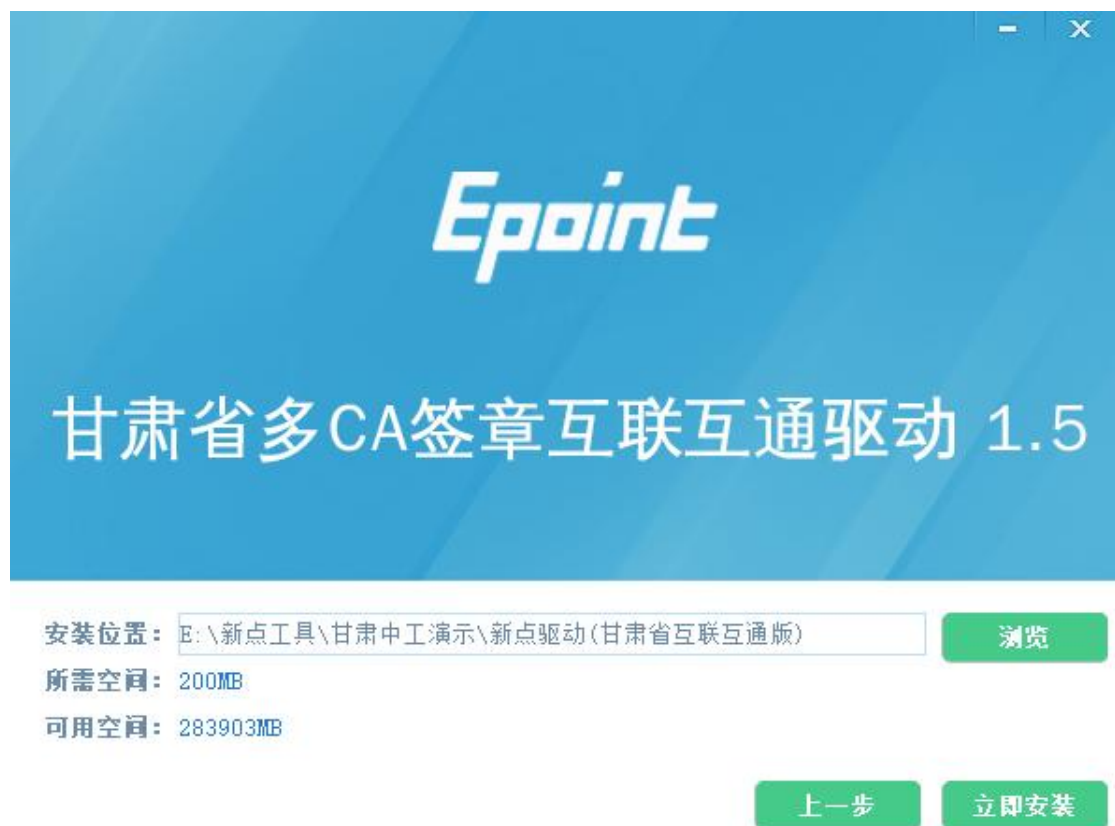 Epoint
甘肃省多CA签章互联互通驱动 1.5
安装位置： E:\新点工具\甘肃中工演示\新点驱动(甘肃省互联互通版) 浏览
所需空间： 200MB
可用空间： 283903MB
上一步 立即安装